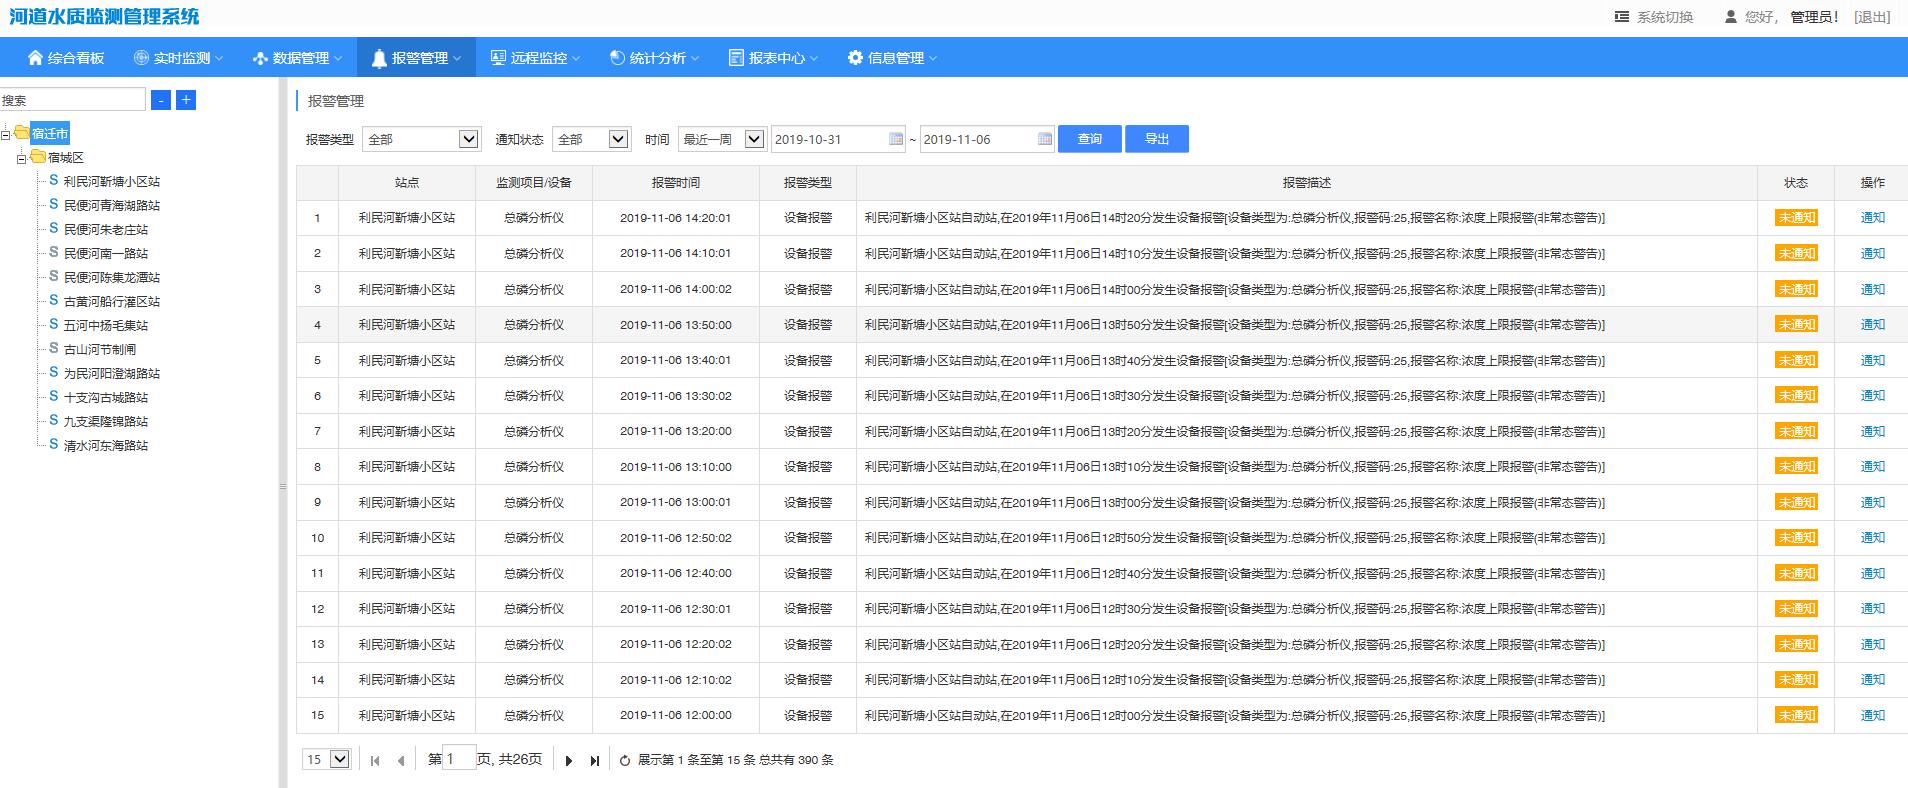 河道水质监测管理系统
系统切换 您好, 管理员! [退出]
综合看板 实时监测 数据管理 报警管理 远程监控 统计分析 报表中心 信息管理
搜索 - +
宿迁市
宿城区
S 利民河靳塘小区站
S 民便河青海湖路站
S 民便河朱老庄站
S 民便河南一路站
S 民便河陈集龙潭站
S 古黄河船行灌区站
S 五河中扬毛集站
S 古山河节制闸
S 为民河阳澄湖路站
S 十支沟古城路站
S 九支渠隆锦路站
S 清水河东海路站
报警管理
报警类型 全部 通知状态 全部 时间 最近一周 2019-10-31 ~ 2019-11-06 查询 导出
站点 监测项目/设备 报警时间 报警类型 报警描述 状态 操作
1 利民河靳塘小区站 总磷分析仪 2019-11-06 14:20:01 设备报警 利民河靳塘小区站自动站,在2019年11月06日14时20分发生设备报警[设备类型为:总磷分析仪,报警码:25,报警名称:浓度上限报警(非常态警告)] 未通知 通知
2 利民河靳塘小区站 总磷分析仪 2019-11-06 14:10:01 设备报警 利民河靳塘小区站自动站,在2019年11月06日14时10分发生设备报警[设备类型为:总磷分析仪,报警码:25,报警名称:浓度上限报警(非常态警告)] 未通知 通知
3 利民河靳塘小区站 总磷分析仪 2019-11-06 14:00:02 设备报警 利民河靳塘小区站自动站,在2019年11月06日14时00分发生设备报警[设备类型为:总磷分析仪,报警码:25,报警名称:浓度上限报警(非常态警告)] 未通知 通知
4 利民河靳塘小区站 总磷分析仪 2019-11-06 13:50:00 设备报警 利民河靳塘小区站自动站,在2019年11月06日13时50分发生设备报警[设备类型为:总磷分析仪,报警码:25,报警名称:浓度上限报警(非常态警告)] 未通知 通知
5 利民河靳塘小区站 总磷分析仪 2019-11-06 13:40:01 设备报警 利民河靳塘小区站自动站,在2019年11月06日13时40分发生设备报警[设备类型为:总磷分析仪,报警码:25,报警名称:浓度上限报警(非常态警告)] 未通知 通知
6 利民河靳塘小区站 总磷分析仪 2019-11-06 13:30:02 设备报警 利民河靳塘小区站自动站,在2019年11月06日13时30分发生设备报警[设备类型为:总磷分析仪,报警码:25,报警名称:浓度上限报警(非常态警告)] 未通知 通知
7 利民河靳塘小区站 总磷分析仪 2019-11-06 13:20:00 设备报警 利民河靳塘小区站自动站,在2019年11月06日13时20分发生设备报警[设备类型为:总磷分析仪,报警码:25,报警名称:浓度上限报警(非常态警告)] 未通知 通知
8 利民河靳塘小区站 总磷分析仪 2019-11-06 13:10:00 设备报警 利民河靳塘小区站自动站,在2019年11月06日13时10分发生设备报警[设备类型为:总磷分析仪,报警码:25,报警名称:浓度上限报警(非常态警告)] 未通知 通知
9 利民河靳塘小区站 总磷分析仪 2019-11-06 13:00:01 设备报警 利民河靳塘小区站自动站,在2019年11月06日13时00分发生设备报警[设备类型为:总磷分析仪,报警码:25,报警名称:浓度上限报警(非常态警告)] 未通知 通知
10 利民河靳塘小区站 总磷分析仪 2019-11-06 12:50:02 设备报警 利民河靳塘小区站自动站,在2019年11月06日12时50分发生设备报警[设备类型为:总磷分析仪,报警码:25,报警名称:浓度上限报警(非常态警告)] 未通知 通知
11 利民河靳塘小区站 总磷分析仪 2019-11-06 12:40:00 设备报警 利民河靳塘小区站自动站,在2019年11月06日12时40分发生设备报警[设备类型为:总磷分析仪,报警码:25,报警名称:浓度上限报警(非常态警告)] 未通知 通知
12 利民河靳塘小区站 总磷分析仪 2019-11-06 12:30:01 设备报警 利民河靳塘小区站自动站,在2019年11月06日12时30分发生设备报警[设备类型为:总磷分析仪,报警码:25,报警名称:浓度上限报警(非常态警告)] 未通知 通知
13 利民河靳塘小区站 总磷分析仪 2019-11-06 12:20:02 设备报警 利民河靳塘小区站自动站,在2019年11月06日12时20分发生设备报警[设备类型为:总磷分析仪,报警码:25,报警名称:浓度上限报警(非常态警告)] 未通知 通知
14 利民河靳塘小区站 总磷分析仪 2019-11-06 12:10:02 设备报警 利民河靳塘小区站自动站,在2019年11月06日12时10分发生设备报警[设备类型为:总磷分析仪,报警码:25,报警名称:浓度上限报警(非常态警告)] 未通知 通知
15 利民河靳塘小区站 总磷分析仪 2019-11-06 12:00:00 设备报警 利民河靳塘小区站自动站,在2019年11月06日12时00分发生设备报警[设备类型为:总磷分析仪,报警码:25,报警名称:浓度上限报警(非常态警告)] 未通知 通知
15 第 1 页, 共26页 展示第 1 条至第 15 条 总共有 390 条